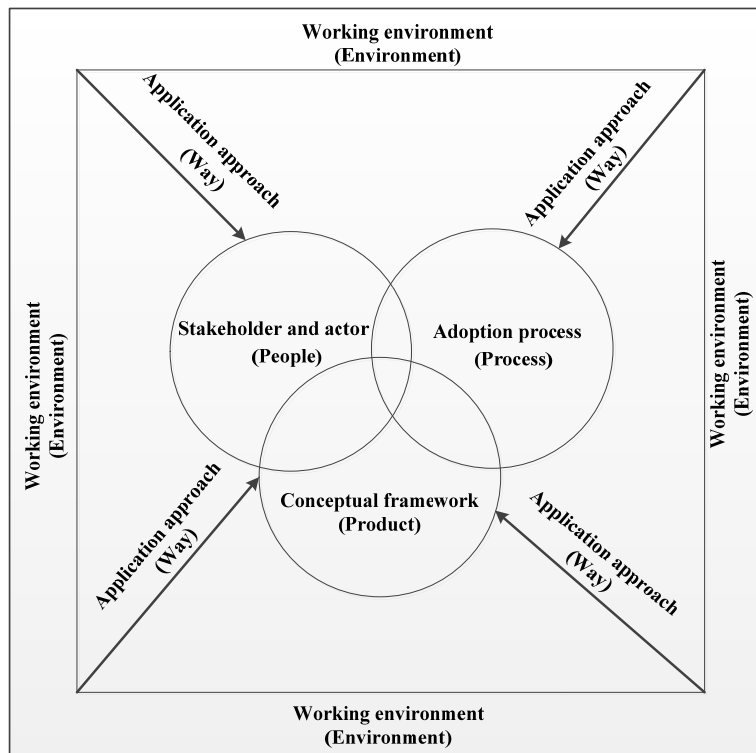 Working environment
(Environment)
Application approach
(Way)
Application approach
(Way)
Working environment
(Environment)
Stakeholder and actor
(People)
Adoption process
(Process)
Working environment
(Environment)
Conceptual framework
(Product)
Application approach
(Way)
Application approach
(Way)
Working environment
(Environment)